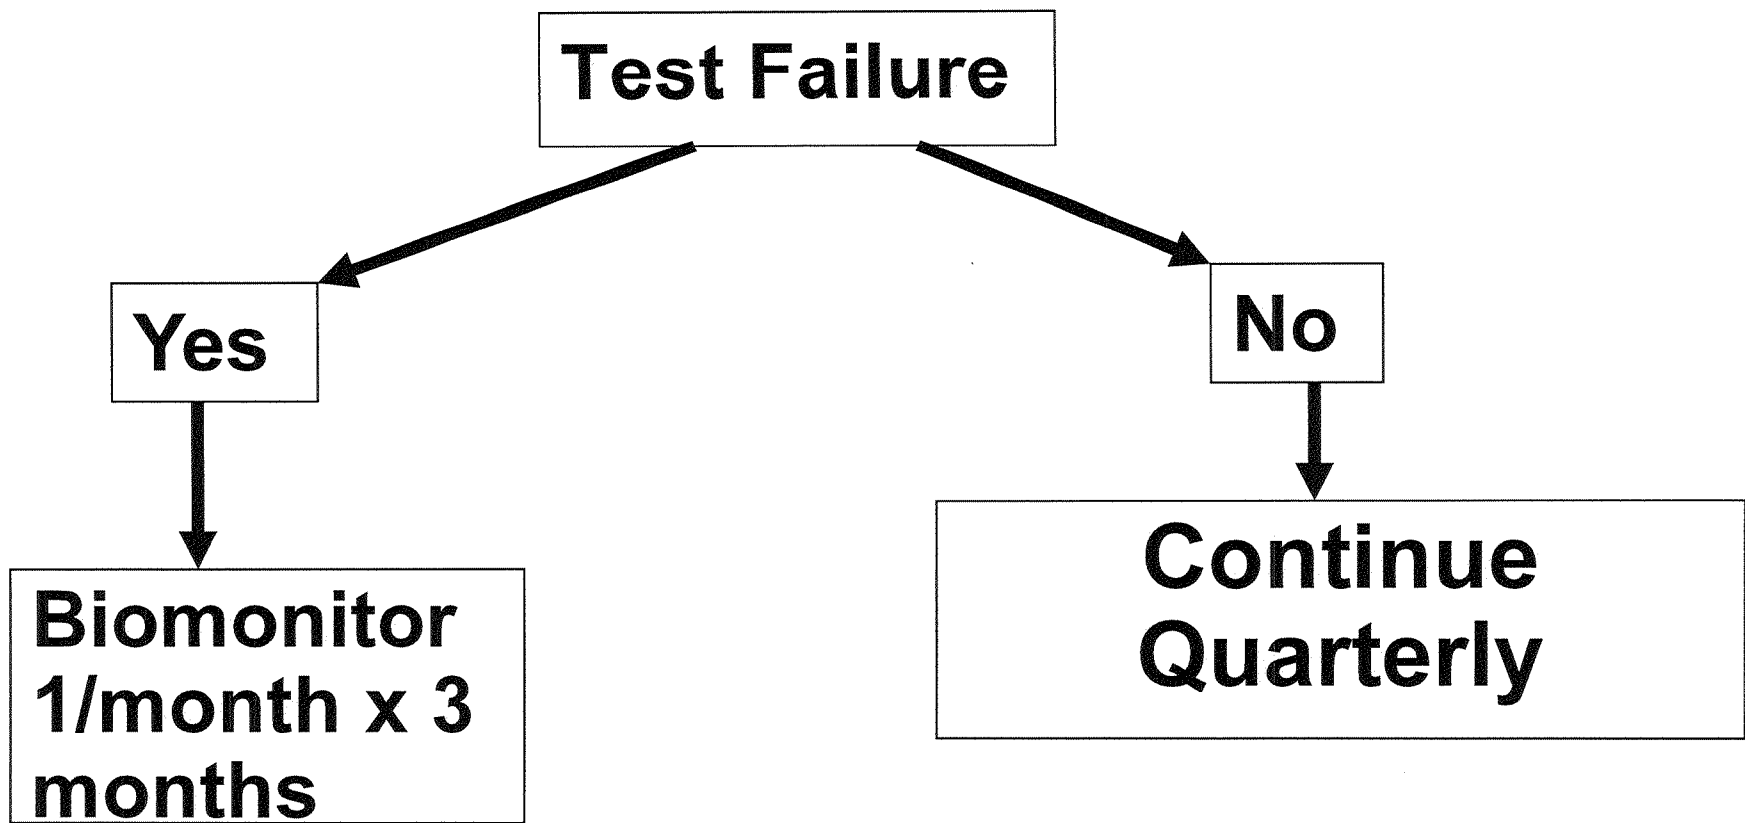 Test Failure
Yes
No
Biomonitor
1/month x 3
months
Continue
Quarterly